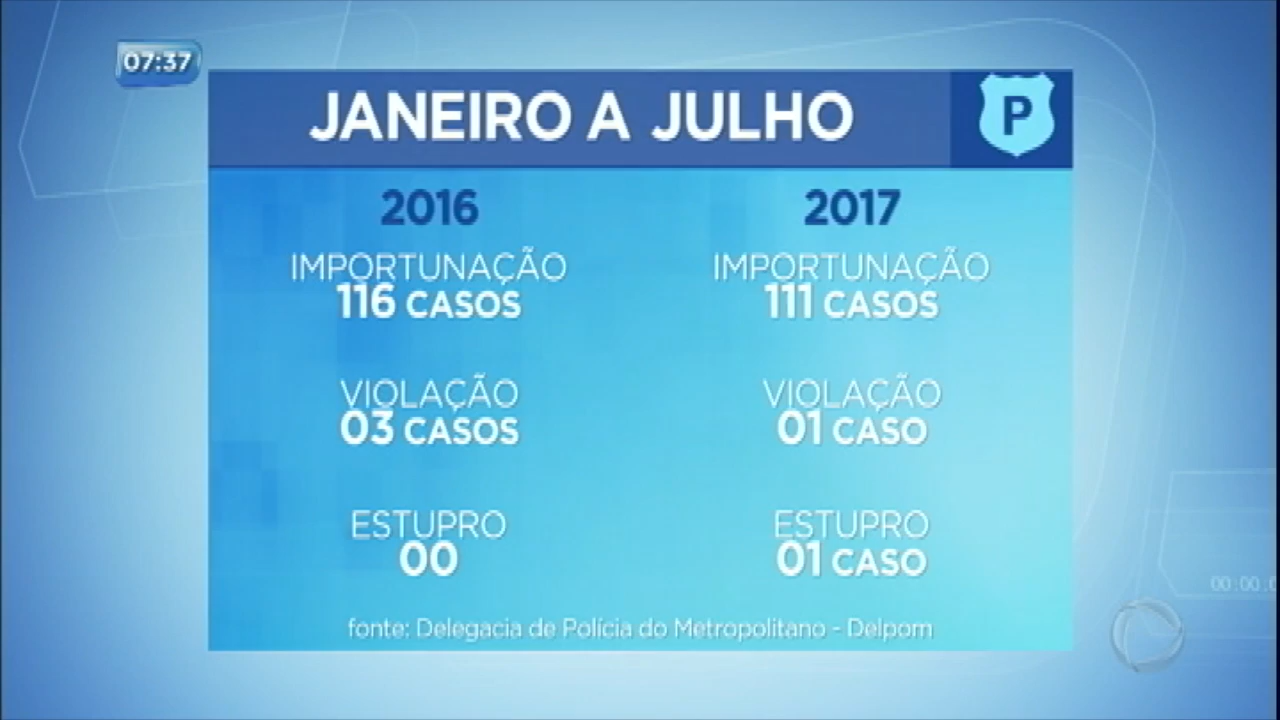 07:37
JANEIRO A JULHO
P
2016
IMPORTUNAÇÃO
116 CASOS
VIOLAÇÃO
03 CASOS
ESTUPRO
00
2017
IMPORTUNAÇÃO
111 CASOS
VIOLAÇÃO
01 CASO
ESTUPRO
01 CASO
fonte: Delegacia de Polícia do Metropolitano - Delpom